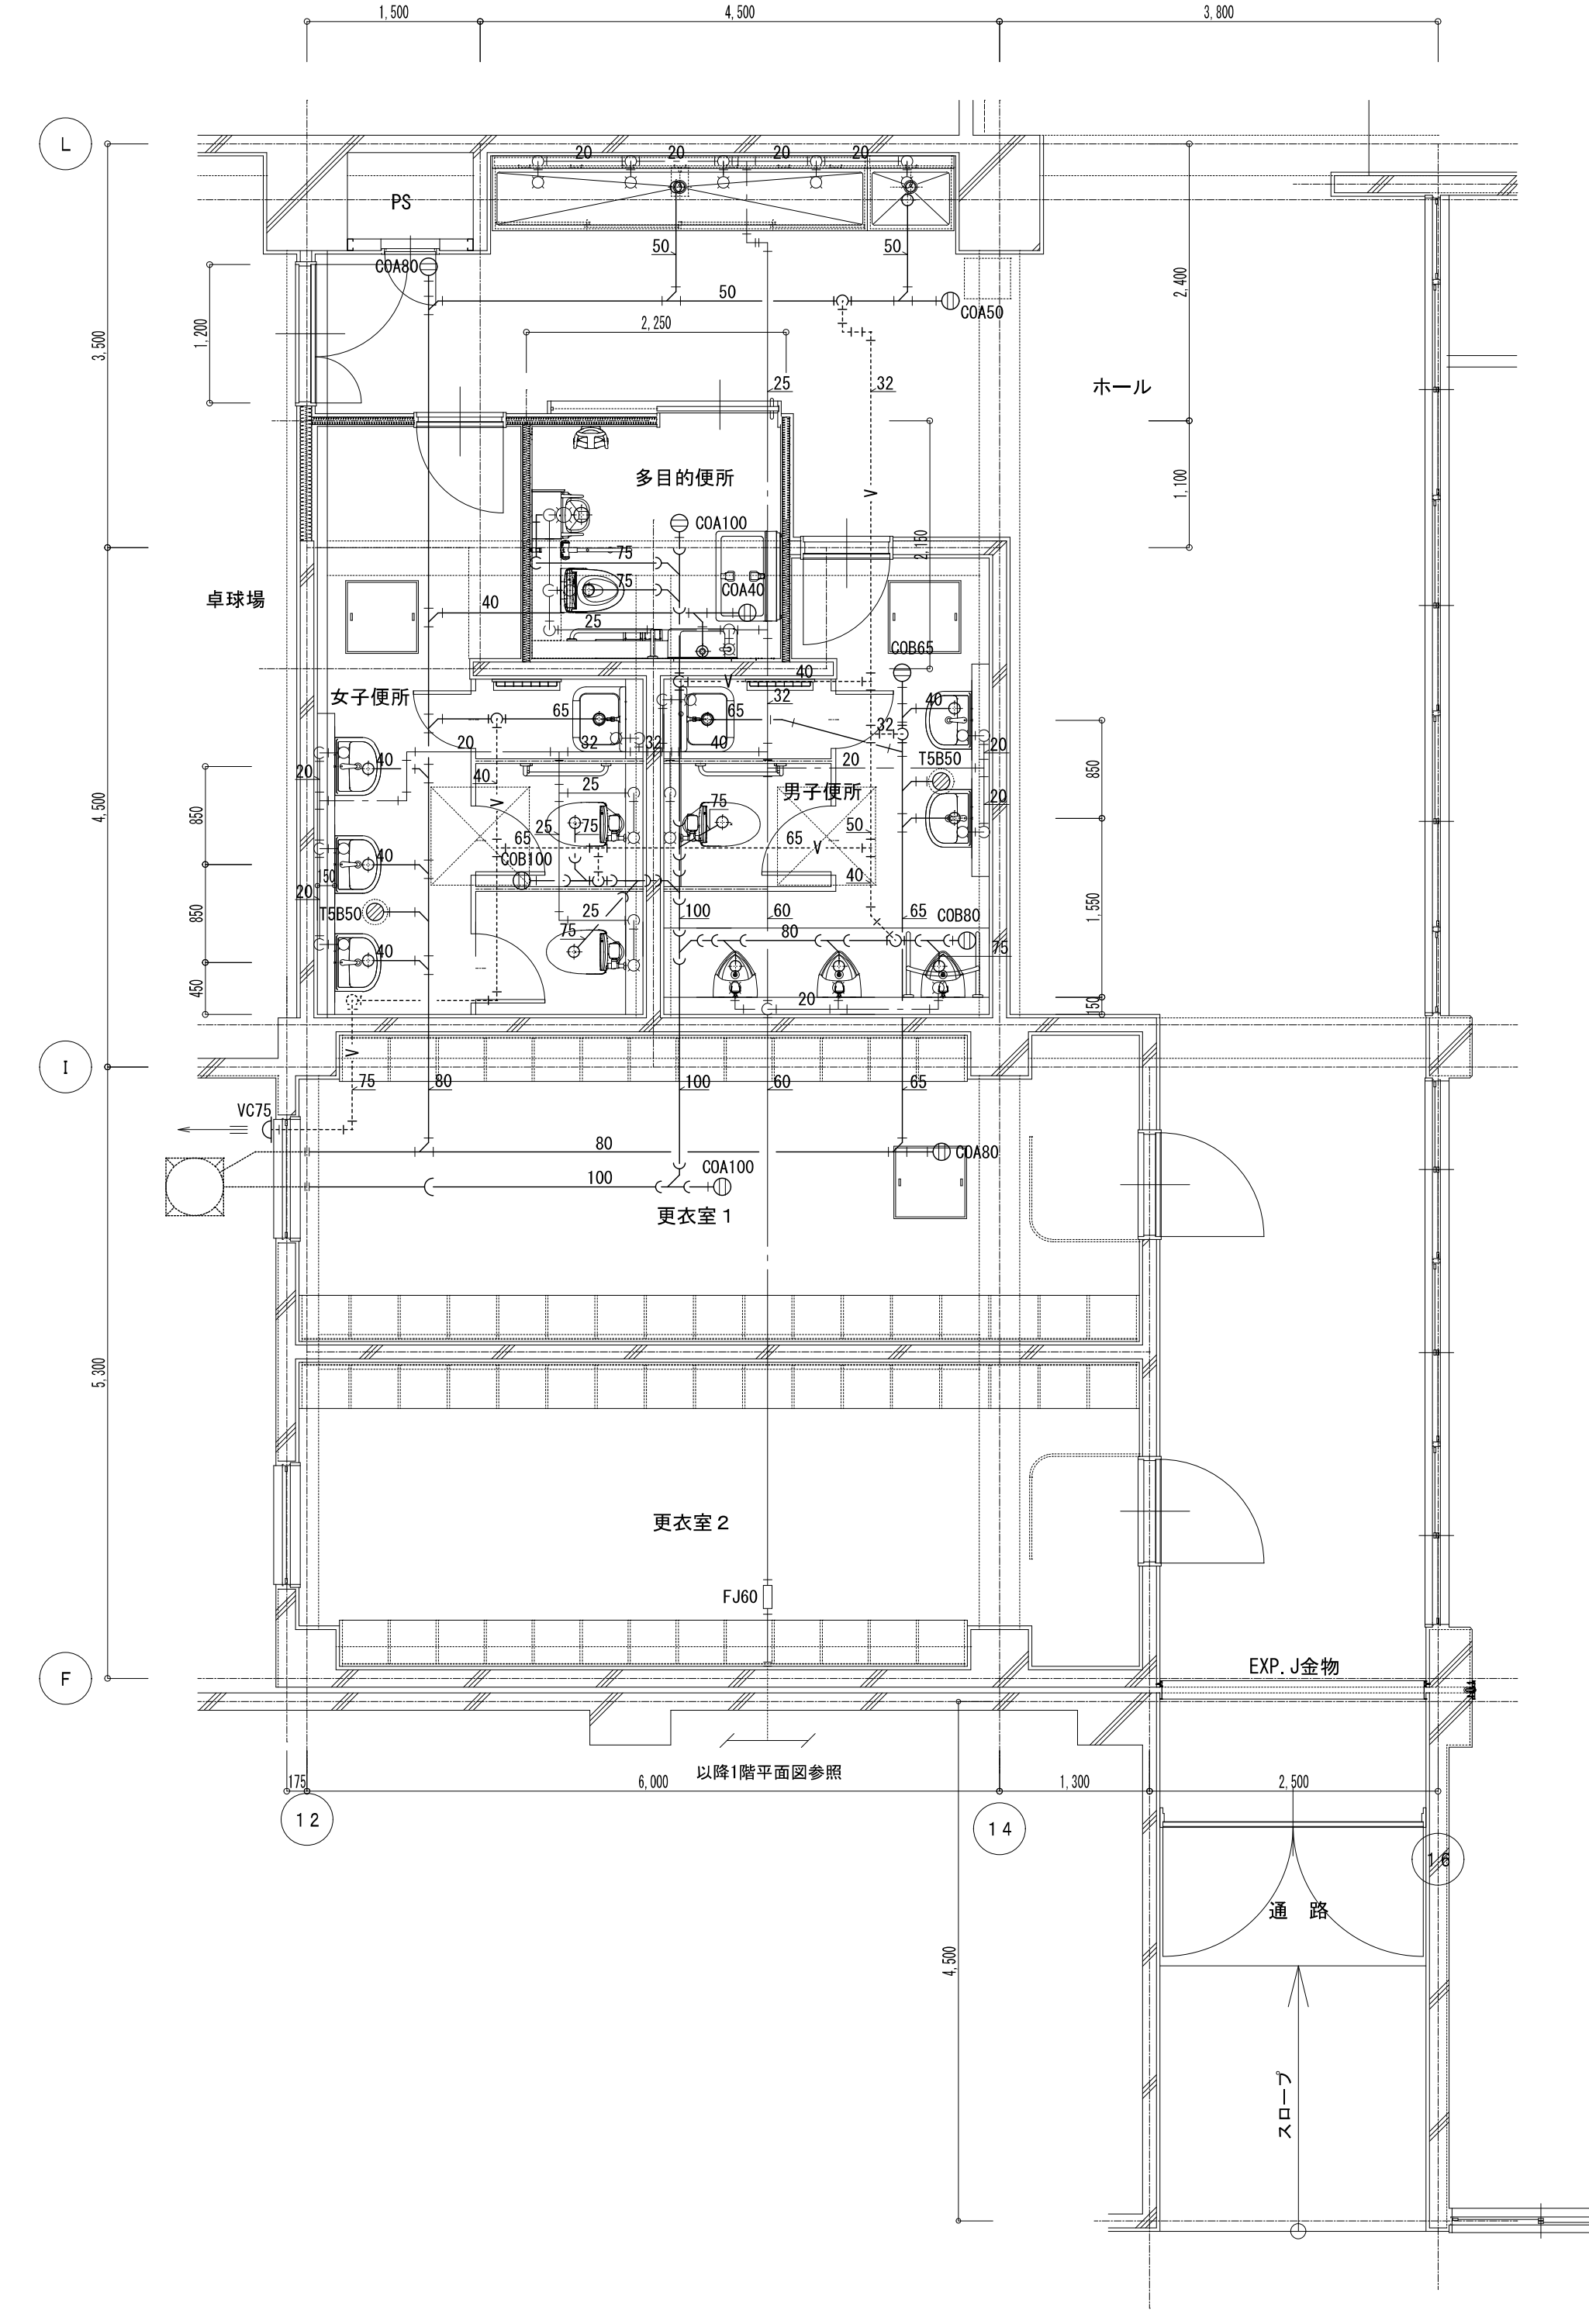 1,500
4,500
3,800
L
20
20
20
20
PS
50
50
COA80
50
COA50
2,400
1,200
3,500
2,250
25
32
ホール
多目的便所
V
1,100
COA100
2,150
75
75
COA40
卓球場
40
25
COB65
女子便所
V
40
32
40
65
65
32
20
32
32
40
20
T5B50
20
850
40
20
40
25
男子便所
20
V
75
4,500
850
25
75
65
65
50
V
COB100
40
150
40
20
T5B50
25
100
60
65
COB80
1,550
850
75
80
75
40
450
20
150
V
I
75
80
100
60
65
VC75
80
COA80
COA100
100
更衣室1
5,300
更衣室2
FJ60
F
EXP.J金物
以降1階平面図参照
175
6,000
1,300
2,500
12
14
16
通 路
4,500
スロープ